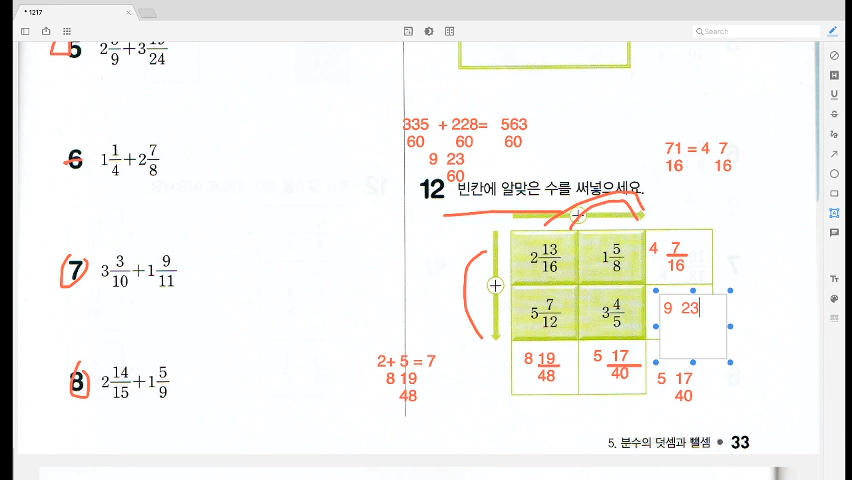 1217
Search
5 2 /9 + 3 /24
6 1 1/4 + 2 7/8
7 3 3/10 + 1 9/11
8 2 14/15 + 1 5/9
335 + 228 = 563
60 60 60
9 23
60
71 = 4 7
16 16
12 빈칸에 알맞은 수를 써넣으세요.
+
+
2 13/16 1 5/8 4 7/16
5 7/12 3 4/5 9 23
8 19/48 5 17/40
2+ 5 = 7
8 19
48
5 17
40
5. 분수의 덧셈과 뺄셈 • 33